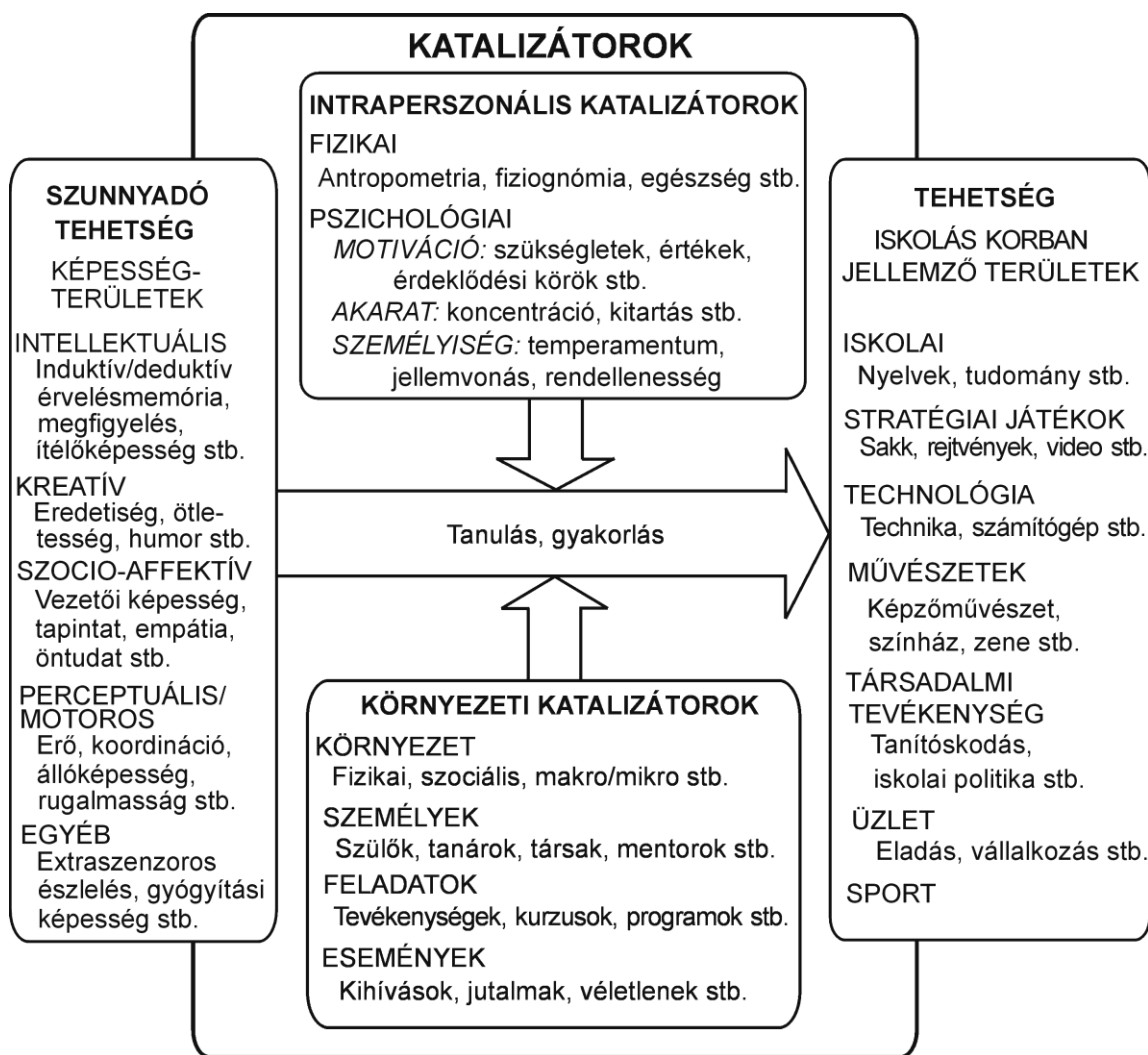 KATALIZÁTOROK
INTRAPERSZONÁLIS KATALIZÁTOROK
FIZIKAI
Antropometria, fiziognómia, egészség stb.
PSZICHOLÓGIAI
MOTIVÁCIÓ: szükségletek, értékek,
érdeklődési körök stb.
AKARAT: koncentráció, kitartás stb.
SZEMÉLYISÉG: temperamentum,
jellemvonás, rendellenesség
SZUNNYADÓ
TEHETSÉG
KÉPESSÉG-
TERÜLETEK
INTELLEKTUÁLIS
Induktív/deduktív
érvelésmemória,
megfigyelés,
ítélőképesség stb.
KREATÍV
Eredetiség, ötle-
tesség, humor stb.
SZOCIO-AFFEKTÍV
Vezetői képesség,
tapintat, empátia,
öntudat stb.
PERCEPTUÁLIS/
MOTOROS
Erő, koordináció,
állóképesség,
rugalmasság stb.
EGYÉB
Extraszenzoros
észlelés, gyógyítási
képesség stb.
Tanulás, gyakorlás
KÖRNYEZETI KATALIZÁTOROK
KÖRNYEZET
Fizikai, szociális, makro/mikro stb.
SZEMÉLYEK
Szülők, tanárok, társak, mentorok stb.
FELADATOK
Tevékenységek, kurzusok, programok stb.
ESEMÉNYEK
Kihívások, jutalmak, véletlenek stb.
TEHETSÉG
ISKOLÁS KORBAN
JELLEMZŐ TERÜLETEK
ISKOLAI
Nyelvek, tudomány stb.
STRATÉGIAI JÁTÉKOK
Sakk, rejtvények, video stb.
TECHNOLÓGIA
Technika, számítógép stb.
MŰVÉSZETEK
Képzőművészet,
színház, zene stb.
TÁRSADALMI
TEVÉKENYSÉG
Tanítóskodás,
iskolai politika stb.
ÜZLET
Eladás, vállalkozás stb.
SPORT